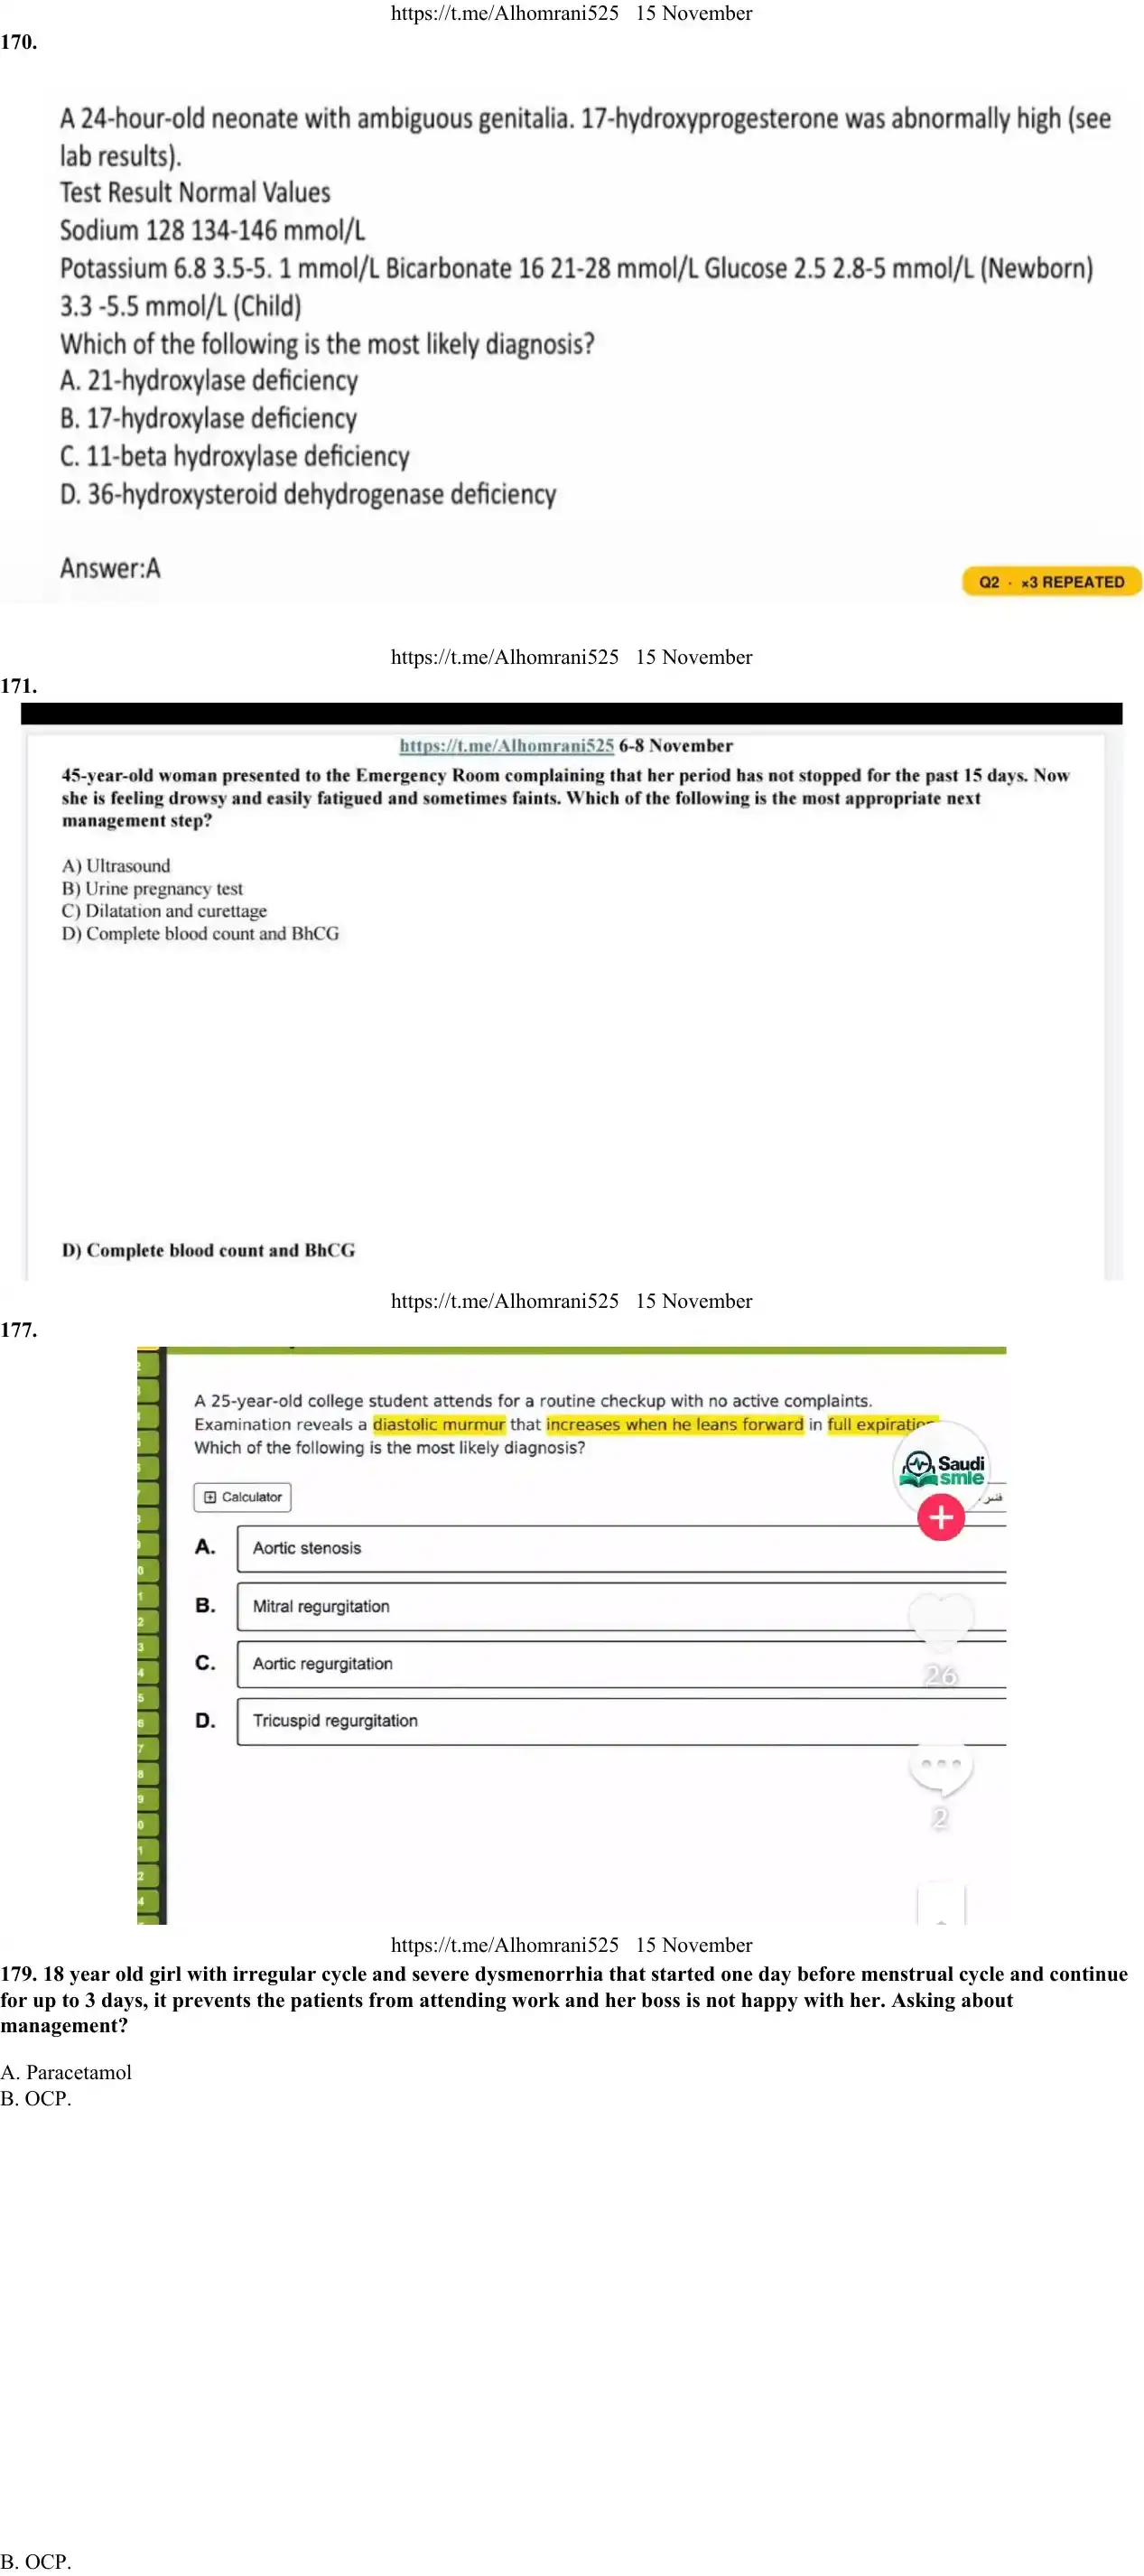 https://t.me/Alhomrani525 15 November
170.
A 24-hour-old neonate with ambiguous genitalia. 17-hydroxyprogesterone was abnormally high (see
lab results).
Test Result Normal Values
Sodium 128 134-146 mmol/L
Potassium 6.8 3.5-5. 1 mmol/L Bicarbonate 16 21-28 mmol/L Glucose 2.5 2.8-5 mmol/L (Newborn)
3.3 -5.5 mmol/L (Child)
Which of the following is the most likely diagnosis?
A. 21-hydroxylase deficiency
B. 17-hydroxylase deficiency
C. 11-beta hydroxylase deficiency
D. 36-hydroxysteroid dehydrogenase deficiency
Answer:A
Q2 · ×3 REPEATED
https://t.me/Alhomrani525 15 November
171.
https://t.me/Alhomrani525 6-8 November
45-year-old woman presented to the Emergency Room complaining that her period has not stopped for the past 15 days. Now
she is feeling drowsy and easily fatigued and sometimes faints. Which of the following is the most appropriate next
management step?
A) Ultrasound
B) Urine pregnancy test
C) Dilatation and curettage
D) Complete blood count and BhCG
D) Complete blood count and BhCG
https://t.me/Alhomrani525 15 November
177.
A 25-year-old college student attends for a routine checkup with no active complaints.
Examination reveals a diastolic murmur that increases when he leans forward in full
Which of the following is the most likely diagnosis?
Saudi
smle
Calculator
A. Aortic stenosis
B. Mitral regurgitation
C. Aortic regurgitation
26
D. Tricuspid regurgitation
2
https://t.me/Alhomrani525 15 November
179. 18 year old girl with irregular cycle and severe dysmenorrhia that started one day before menstrual cycle and continue
for up to 3 days, it prevents the patients from attending work and her boss is not happy with her. Asking about
management?
A. Paracetamol
B. OCP.
B. OCP.